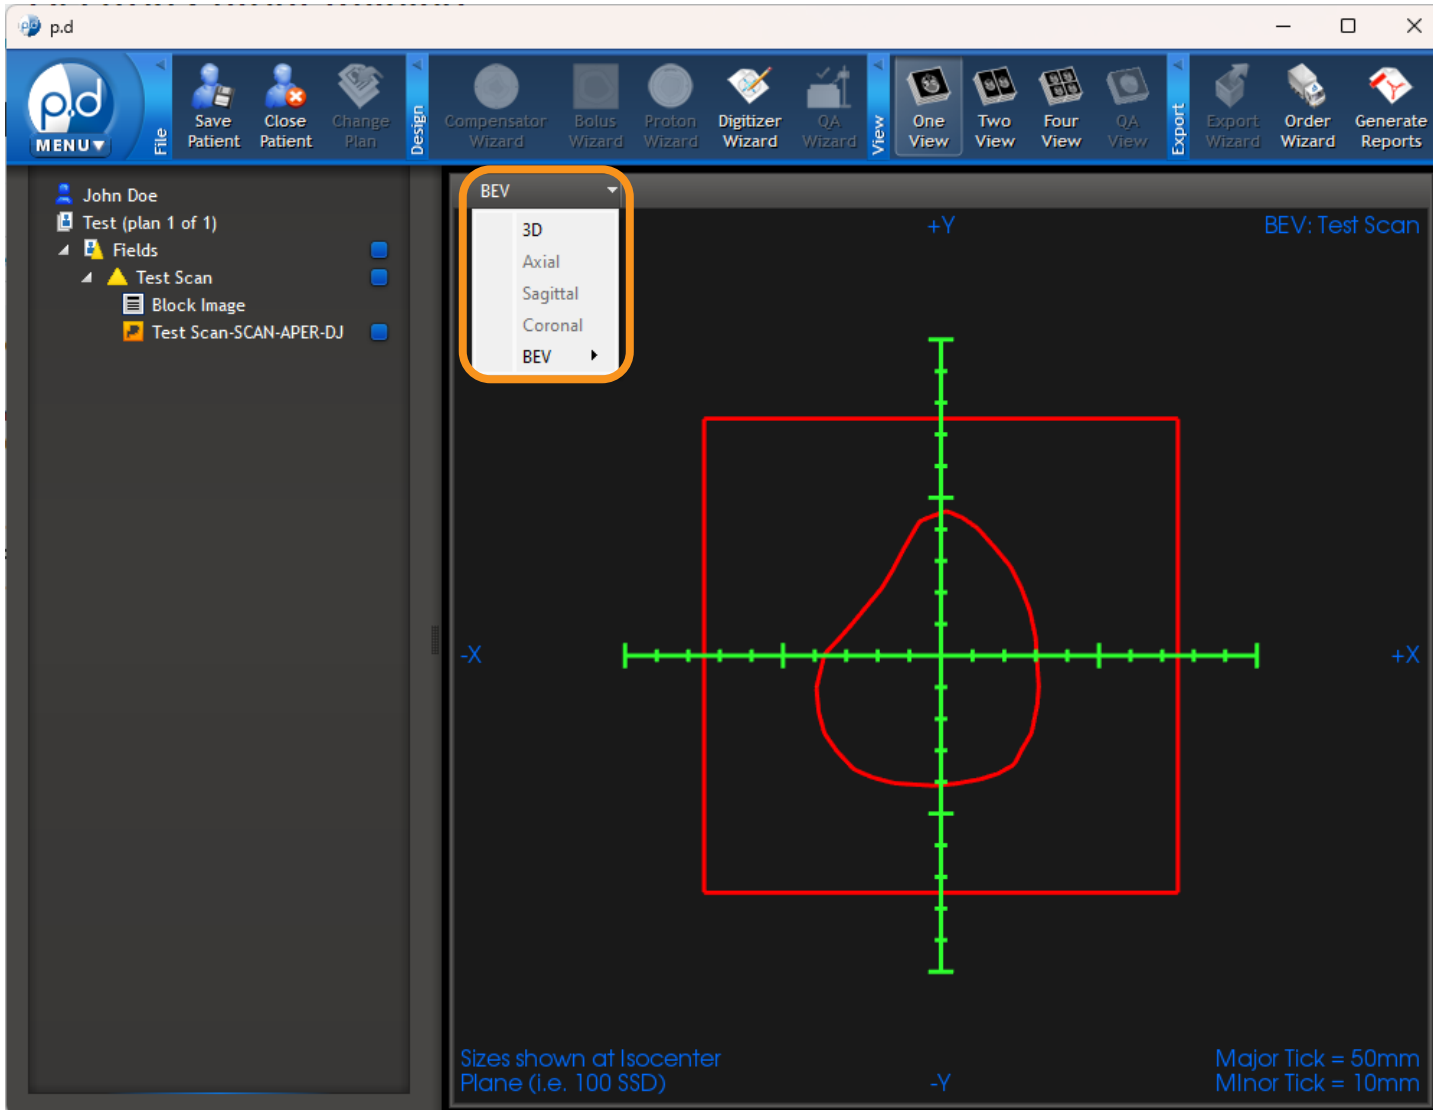 p.d
p.d
MENU
File
Save Patient
Close Patient
Change Plan
Design
Compensator Wizard
Bolus Wizard
Proton Wizard
Digitizer Wizard
QA Wizard
View
One View
Two View
Four View
QA View
Export
Export Wizard
Order Wizard
Generate Reports
John Doe
Test (plan 1 of 1)
Fields
Test Scan
Block Image
Test Scan-SCAN-APER-DJ
BEV
3D
Axial
Sagittal
Coronal
BEV
+Y
BEV: Test Scan
-X
+X
Sizes shown at Isocenter
Plane (i.e. 100 SSD)
-Y
Major Tick = 50mm
MInor Tick = 10mm